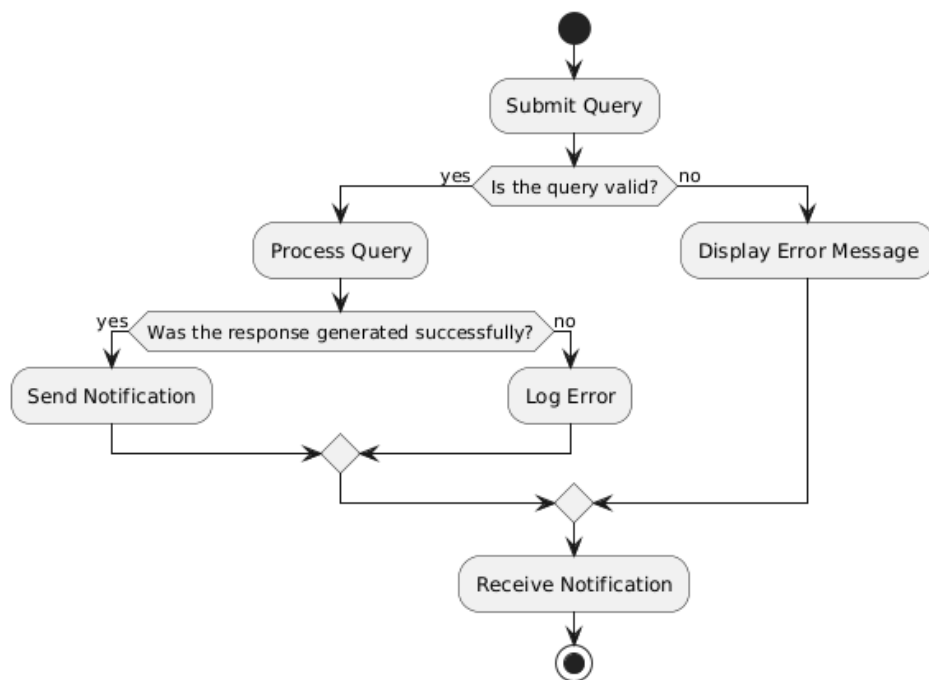 Submit Query
yes
Is the query valid?
no
Process Query
Display Error Message
yes
Was the response generated successfully?
no
Send Notification
Log Error
Receive Notification